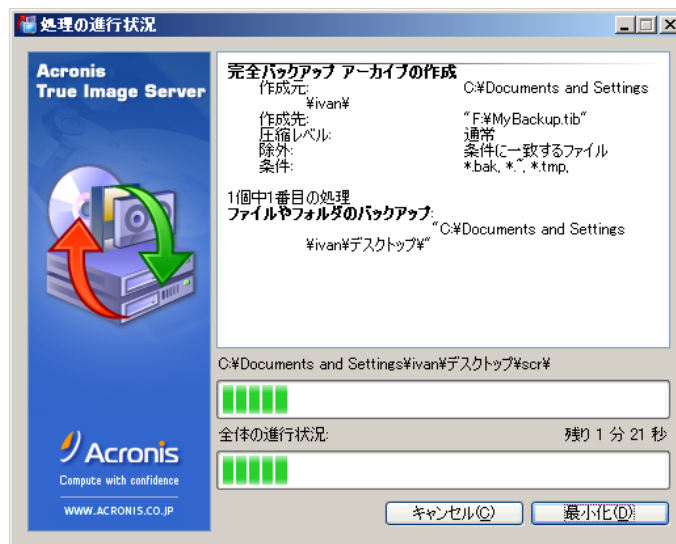 処理の進行状況
Acronis
True Image Server
完全バックアップ アーカイブの作成
作成元: C:¥Documents and Settings
¥ivan¥
作成先: "F:¥MyBackup.tib"
圧縮レベル: 通常
除外: 条件に一致するファイル
条件: *.bak, *.~, *.tmp,
1個中1番目の処理
ファイルやフォルダのバックアップ:
"C:¥Documents and Settings
¥ivan¥デスクトップ¥"
C:¥Documents and Settings¥ivan¥デスクトップ¥scr¥
全体の進行状況: 残り 1 分 21 秒
Acronis
Compute with confidence
WWW.ACRONIS.CO.JP
キャンセル(C) 最小化(D)